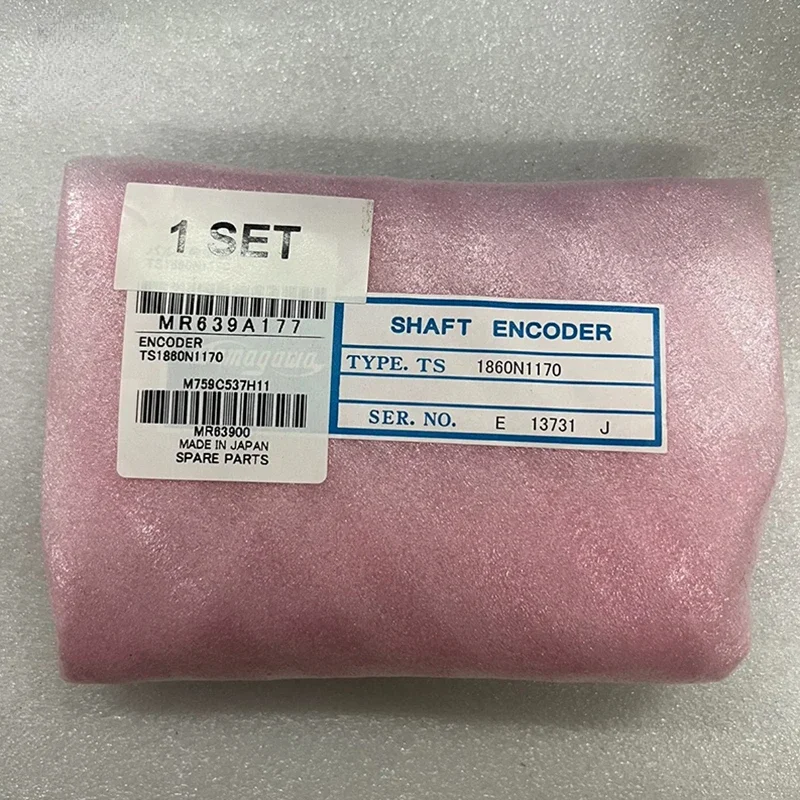 1 SET
MR639A177
ENCODER
TS1860N1170
M759C537H11
MR63900
MADE IN JAPAN
SPARE PARTS
SHAFT ENCODER
TYPE. TS 1860N1170
SER. NO. E 13731 J